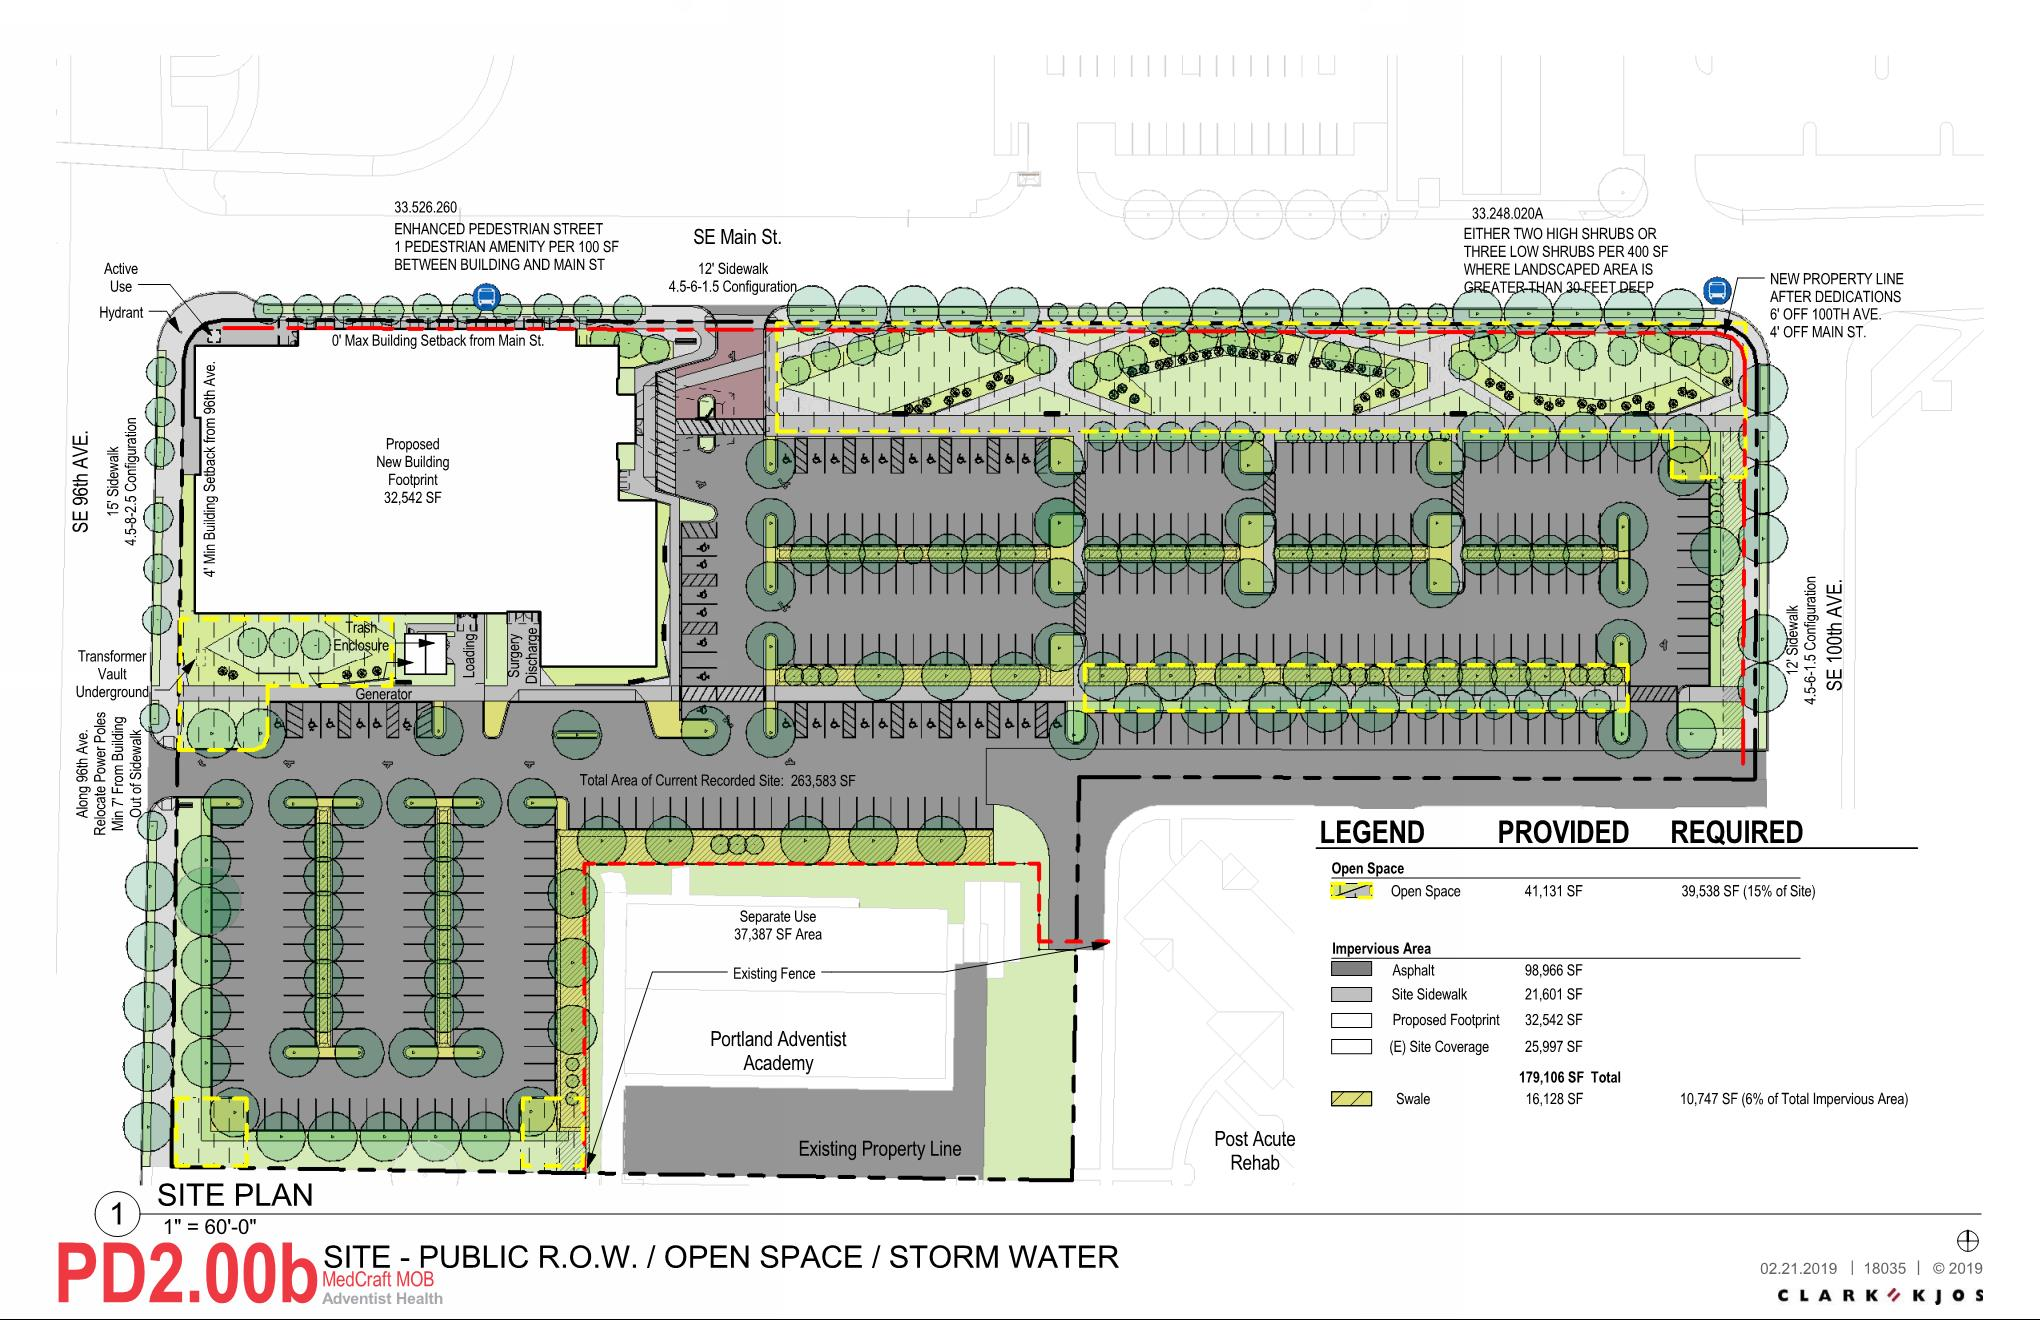 33.526.260
ENHANCED PEDESTRIAN STREET
1 PEDESTRIAN AMENITY PER 100 SF
BETWEEN BUILDING AND MAIN ST
SE Main St.
12' Sidewalk
4.5-6-1.5 Configuration
33.248.020A
EITHER TWO HIGH SHRUBS OR
THREE LOW SHRUBS PER 400 SF
WHERE LANDSCAPED AREA IS
GREATER THAN 30 FEET DEEP
NEW PROPERTY LINE
AFTER DEDICATIONS
6' OFF 100TH AVE.
4' OFF MAIN ST.
Active
Use
Hydrant
0' Max Building Setback from Main St.
4' Min Building Setback from 96th Ave.
SE 96th AVE.
15' Sidewalk
4.5-8-2.5 Configuration
Proposed
New Building
Footprint
32,542 SF
Trash
Enclosure
Loading
Surgery
Discharge
Generator
Transformer
Vault
Underground
Along 96th Ave.
Relocate Power Poles
Min 7' From Building
Out of Sidewalk
12' Sidewalk
4.5-6-1.5 Configuration
SE 100th AVE.
Total Area of Current Recorded Site: 263,583 SF
Separate Use
37,387 SF Area
Existing Fence
Portland Adventist
Academy
Existing Property Line
Post Acute
Rehab
LEGEND PROVIDED REQUIRED
Open Space
Open Space 41,131 SF 39,538 SF (15% of Site)
Impervious Area
Asphalt 98,966 SF
Site Sidewalk 21,601 SF
Proposed Footprint 32,542 SF
(E) Site Coverage 25,997 SF
179,106 SF Total
Swale 16,128 SF 10,747 SF (6% of Total Impervious Area)
1 SITE PLAN
1" = 60'-0"
PD2.00b
SITE - PUBLIC R.O.W. / OPEN SPACE / STORM WATER
MedCraft MOB
Adventist Health
02.21.2019 | 18035 | © 2019
CLARK KJOS